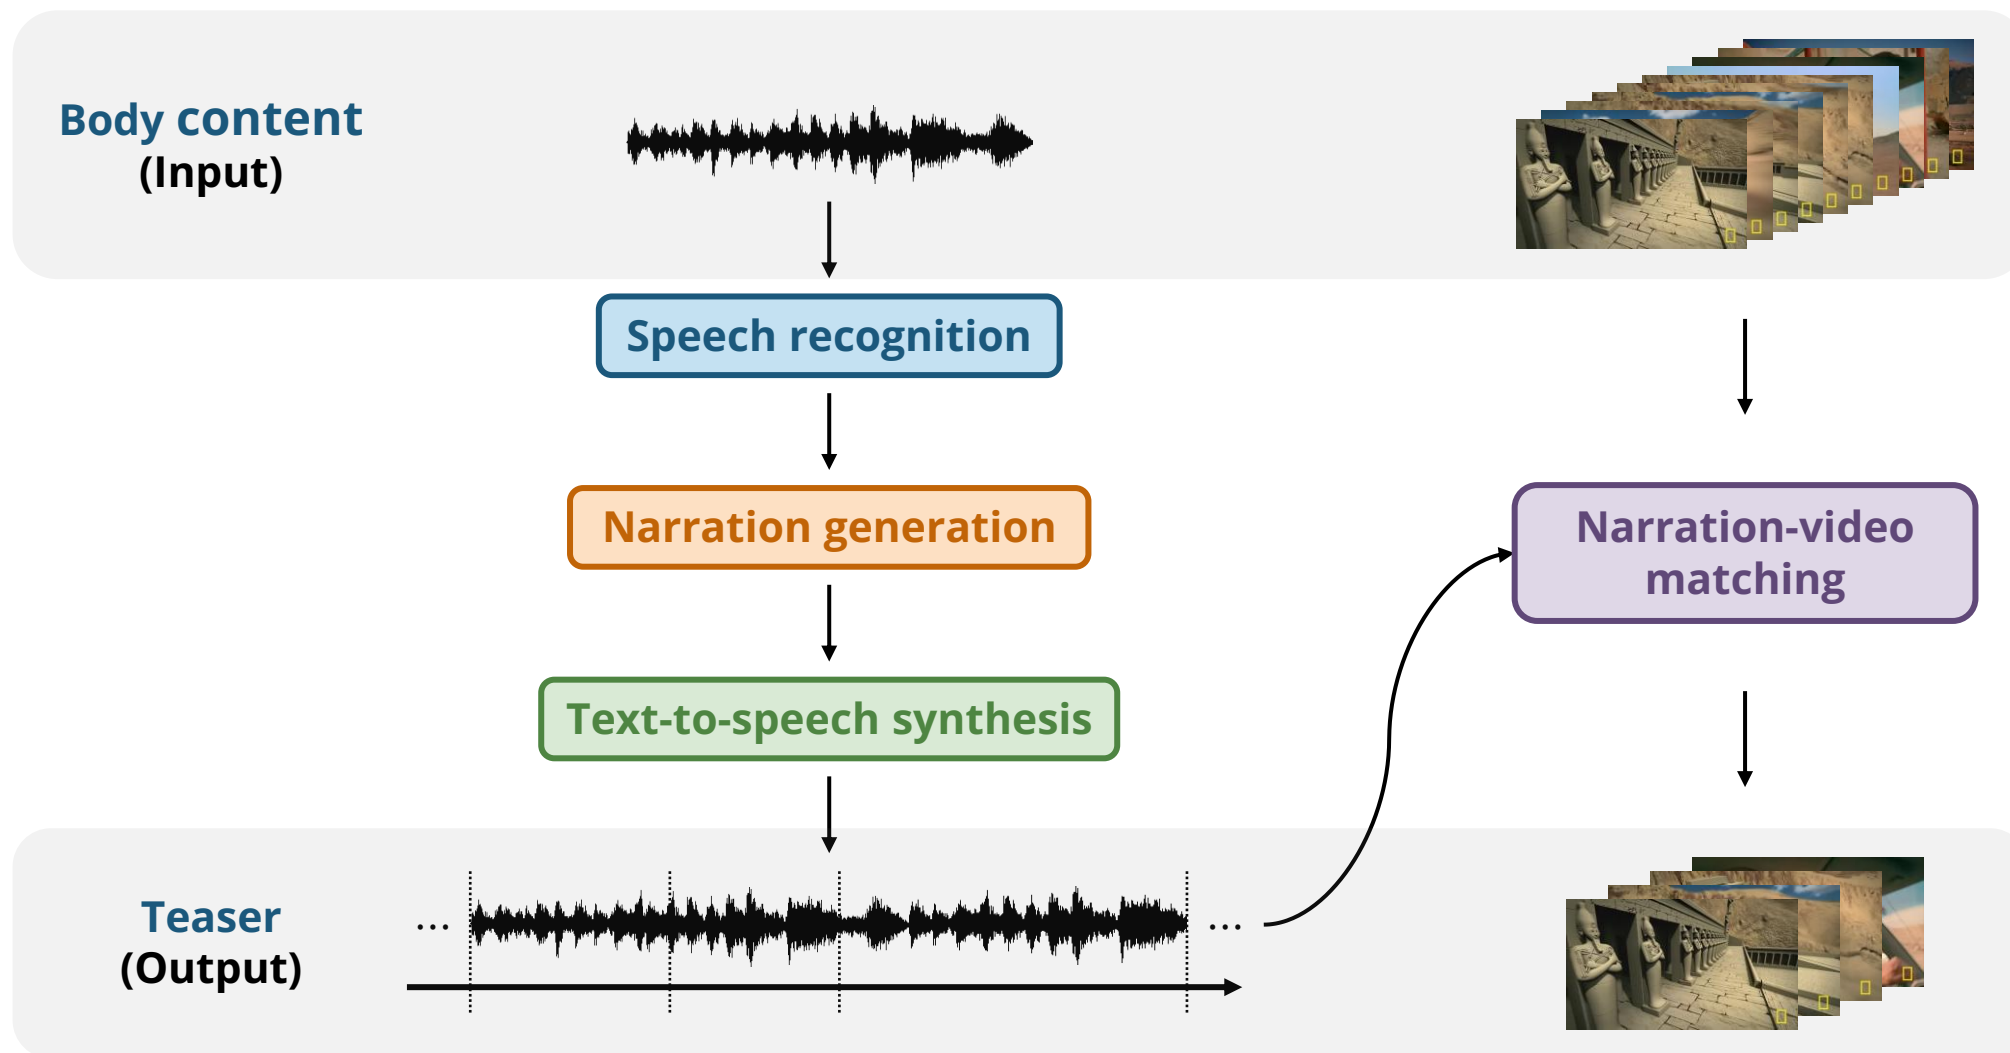 Body content
(Input)
Speech recognition
Narration generation
Narration-video
matching
Text-to-speech synthesis
Teaser
(Output)
...
...